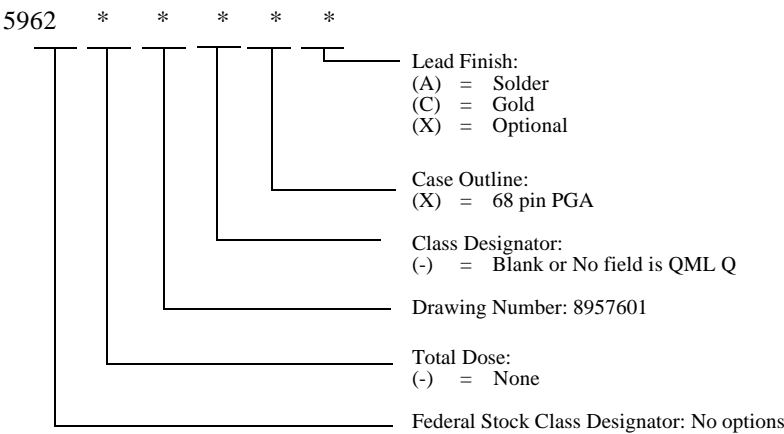 5962 * * * * *
Lead Finish:
(A) = Solder
(C) = Gold
(X) = Optional
Case Outline:
(X) = 68 pin PGA
Class Designator:
(-) = Blank or No field is QML Q
Drawing Number: 8957601
Total Dose:
(-) = None
Federal Stock Class Designator: No options